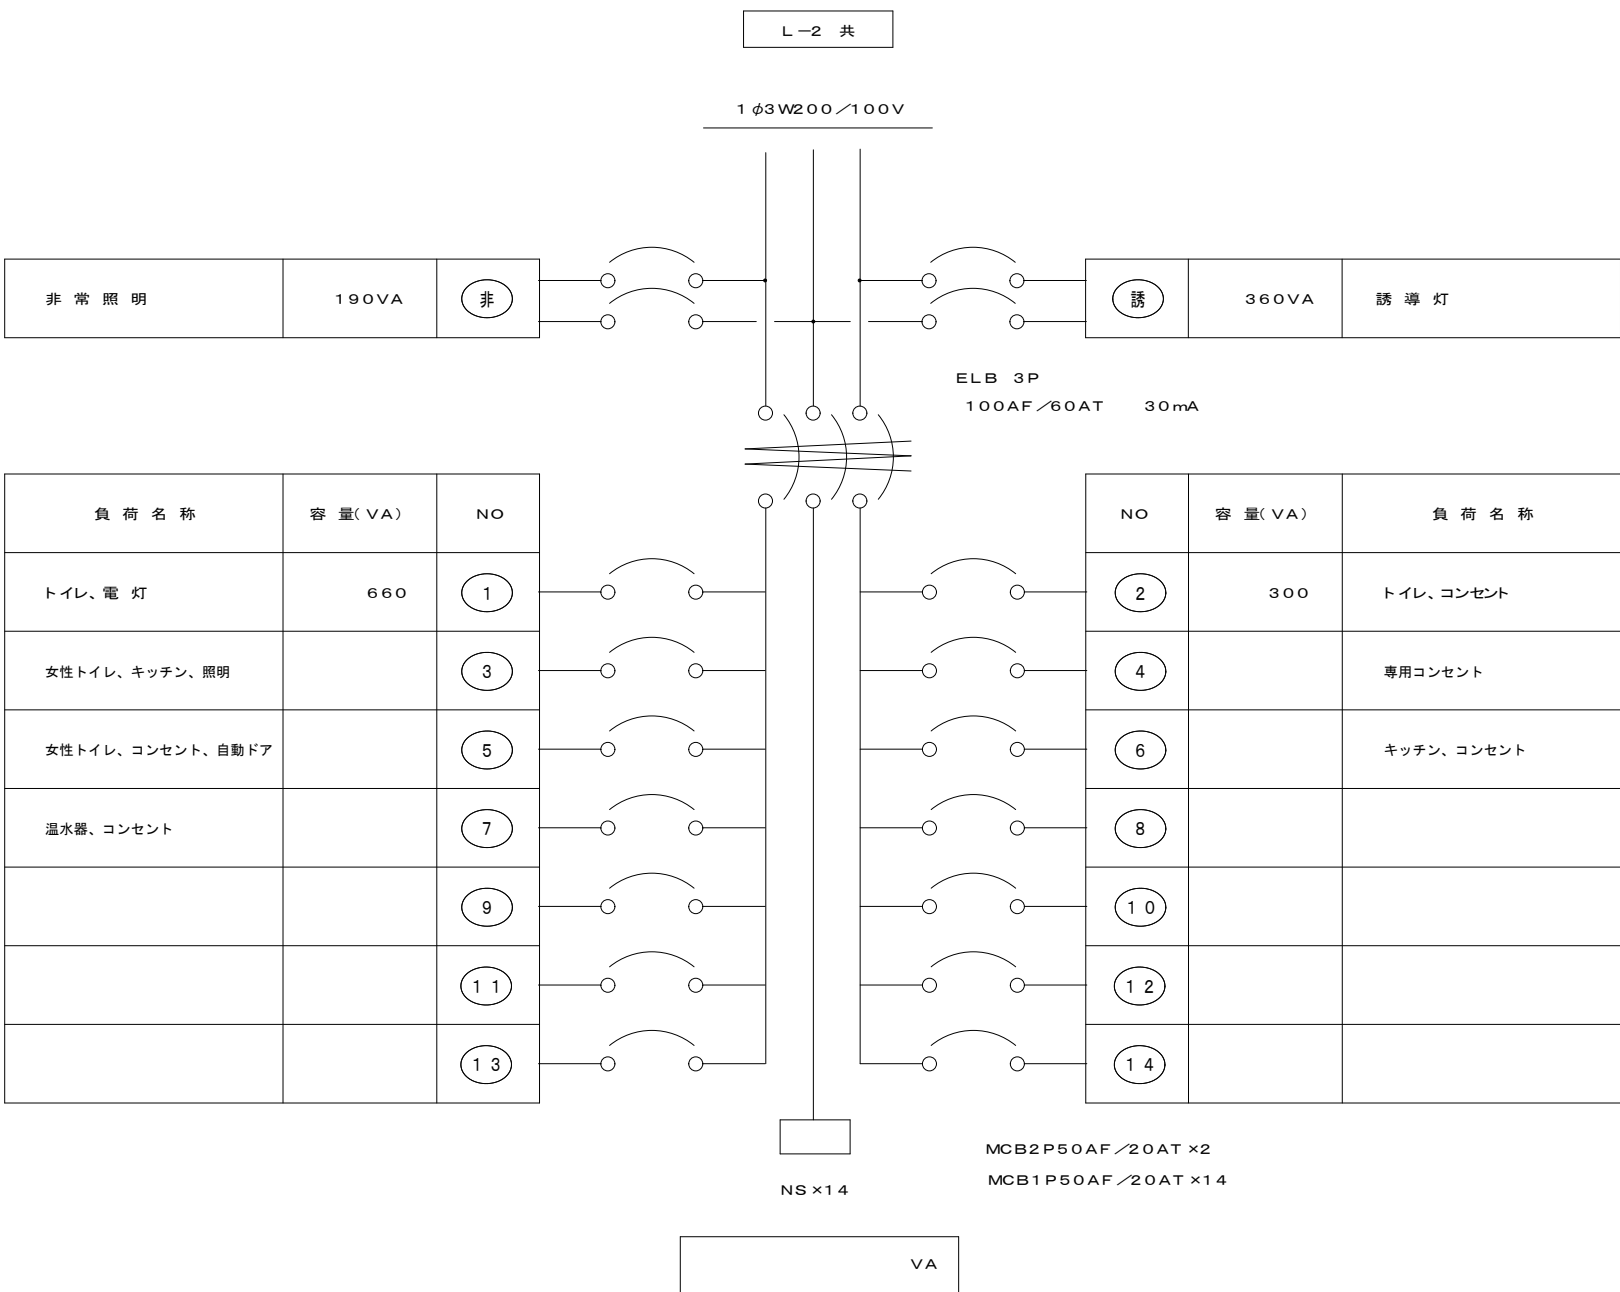 L-2 共
1φ3W200/100V
非常照明 190VA 非
誘 360VA 誘導灯
ELB 3P
100AF/60AT 30mA
負荷名称 容量(VA) NO
NO 容量(VA) 負荷名称
トイレ、電灯 660 1
2 300 トイレ、コンセント
女性トイレ、キッチン、照明 3
4 専用コンセント
女性トイレ、コンセント、自動ドア 5
6 キッチン、コンセント
温水器、コンセント 7
8
9
10
11
12
13
14
MCB2P50AF/20AT×2
MCB1P50AF/20AT×14
NS×14
VA